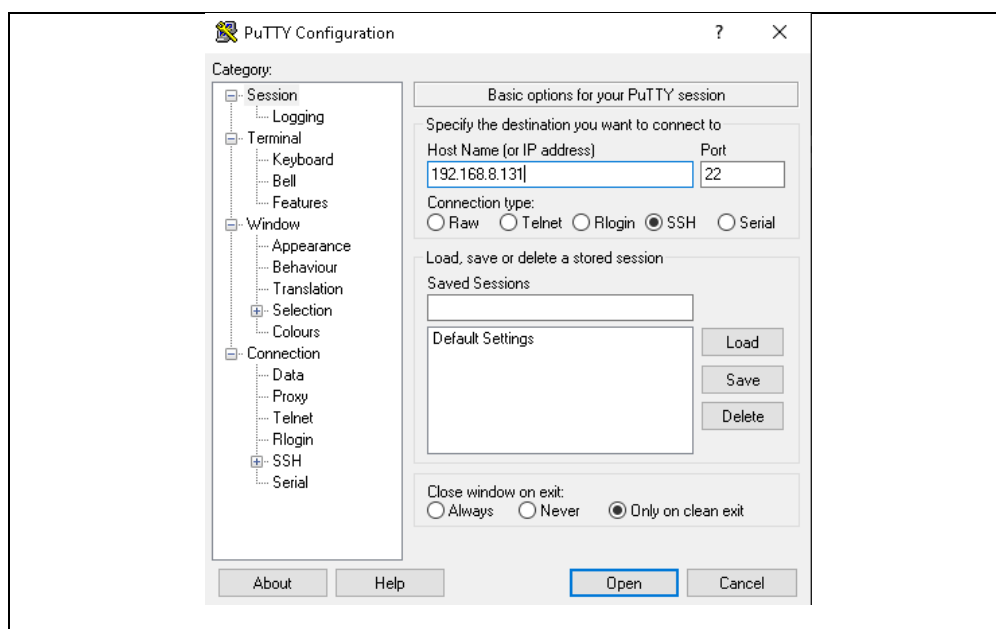 PuTTY Configuration
?
Category:
Session
Logging
Terminal
Keyboard
Bell
Features
Window
Appearance
Behaviour
Translation
Selection
Colours
Connection
Data
Proxy
Telnet
Rlogin
SSH
Serial
Basic options for your PuTTY session
Specify the destination you want to connect to
Host Name (or IP address) Port
192.168.8.131 22
Connection type:
Raw Telnet Rlogin SSH Serial
Load, save or delete a stored session
Saved Sessions
Default Settings
Load
Save
Delete
Close window on exit:
Always Never Only on clean exit
About Help Open Cancel